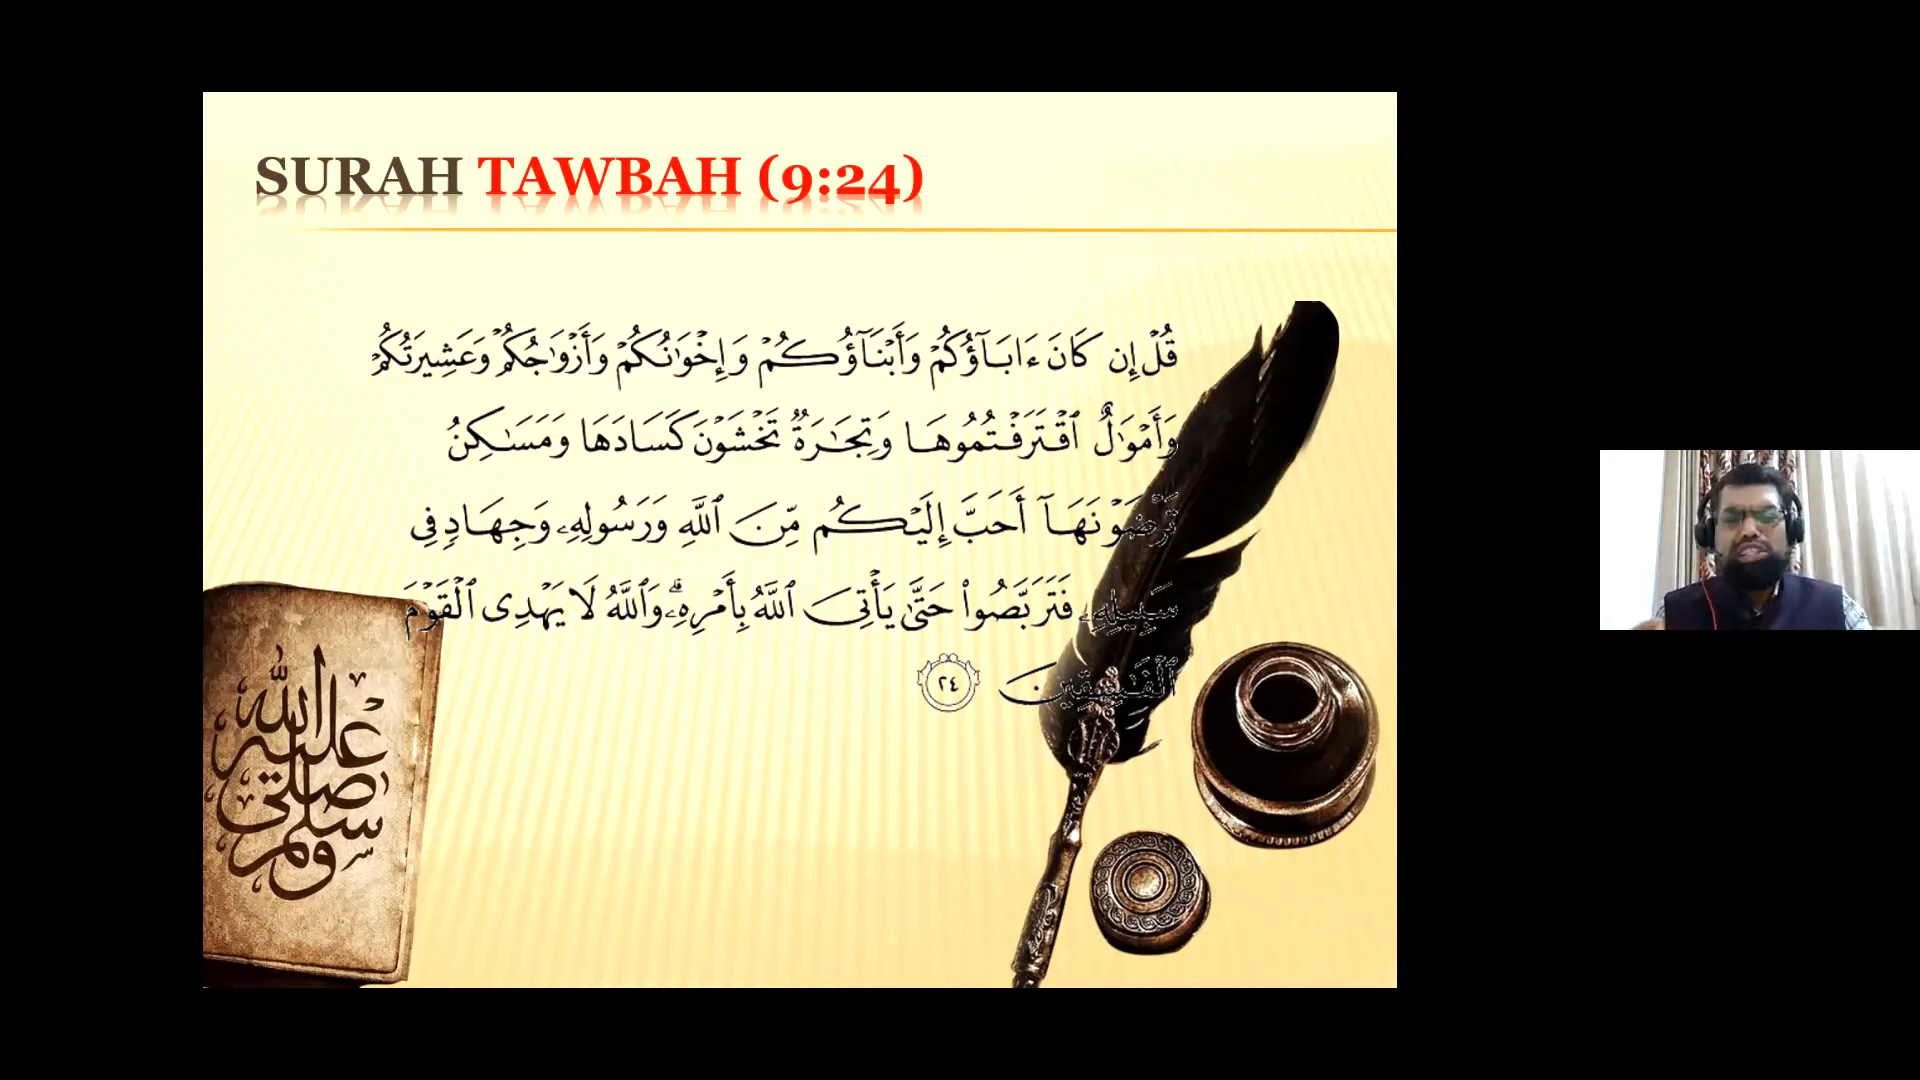 SURAH TAWBAH (9:24)
قُلۡ إِن كَانَ ءَابَآؤُكُمۡ وَأَبۡنَآؤُكُمۡ وَإِخۡوَٰنُكُمۡ وَأَزۡوَٰجُكُمۡ وَعَشِيرَتُكُمۡ
وَأَمۡوَٰلٌ ٱقۡتَرَفۡتُمُوهَا وَتِجَٰرَةٞ تَخۡشَوۡنَ كَسَادَهَا وَمَسَٰكِنُ
تَرۡضَوۡنَهَآ أَحَبَّ إِلَيۡكُم مِّنَ ٱللَّهِ وَرَسُولِهِۦ وَجِهَادٖ فِي
سَبِيلِهِۦ فَتَرَبَّصُواْ حَتَّىٰ يَأۡتِيَ ٱللَّهُ بِأَمۡرِهِۦۗ وَٱللَّهُ لَا يَهۡدِي ٱلۡقَوۡمَ
ٱلۡفَٰسِقِينَ ٢٤
صلى الله عليه وسلم